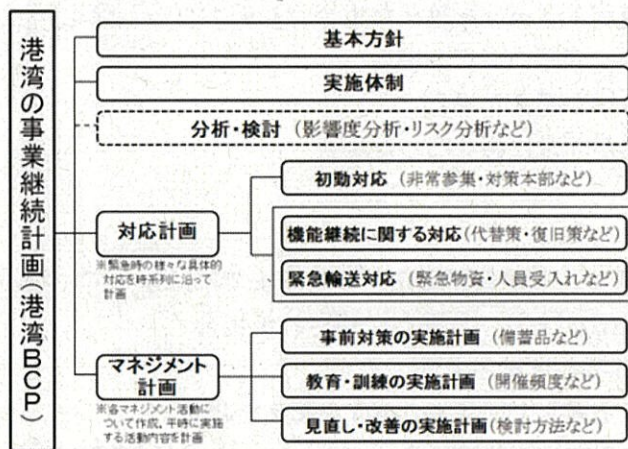 港湾の事業継続計画（港湾BCP）
基本方針
実施体制
分析・検討（影響度分析・リスク分析など）
対応計画
※緊急時の様々な具体的
対応を時系列に沿って
計画
初動対応（非常参集・対策本部など）
機能継続に関する対応(代替策・復旧策など)
緊急輸送対応（緊急物資・人員受入れなど）
マネジメント
計画
※各マネジメント活動に
ついて作成、平時に実施
する活動内容を計画
事前対策の実施計画（備蓄品など）
教育・訓練の実施計画（開催頻度など）
見直し・改善の実施計画(検討方法など)